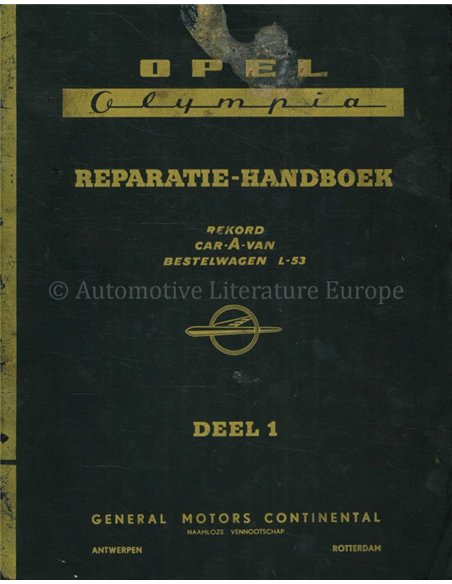 OPEL
Olympia
REPARATIE-HANDBOEK
REKORD
CAR-A-VAN
BESTELWAGEN L-53
© Automotive Literature Europe
DEEL 1
GENERAL MOTORS CONTINENTAL
NAAMLOZE VENNOOTSCHAP
ANTWERPEN ROTTERDAM